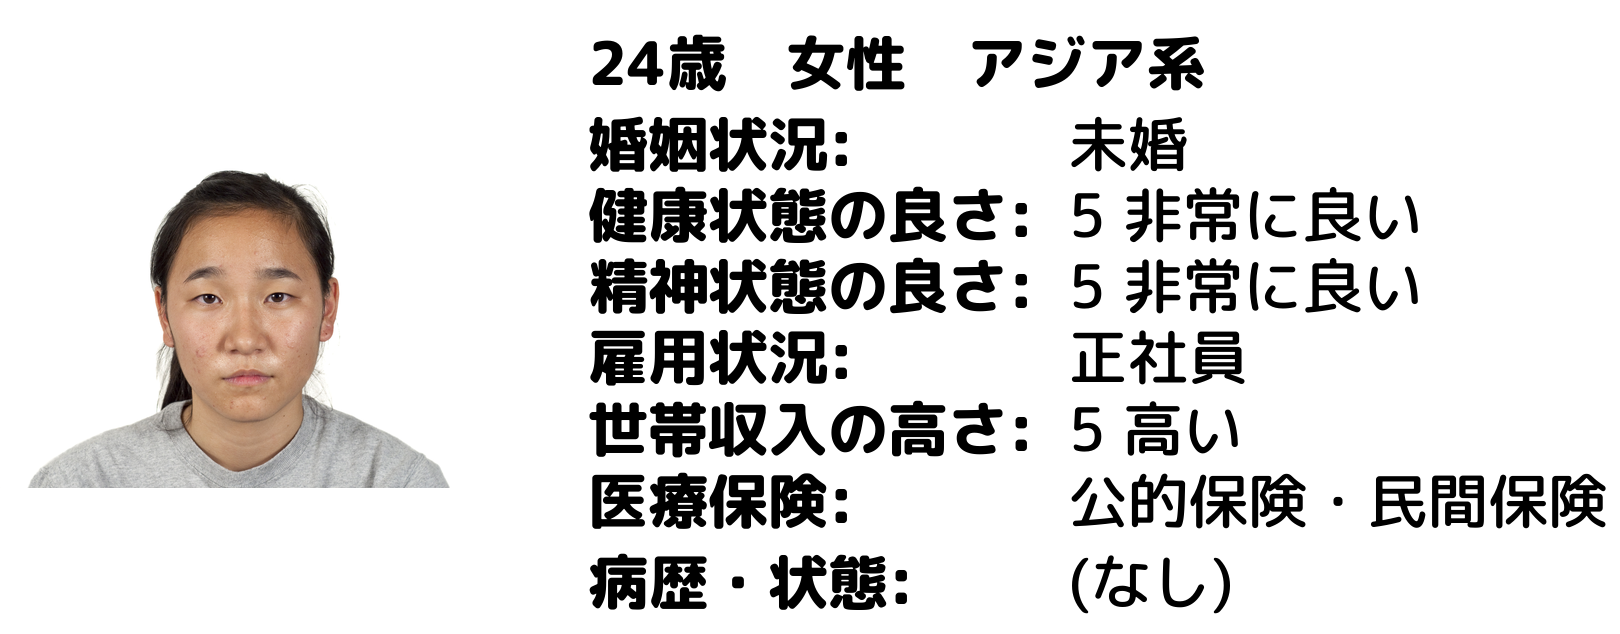 24歳　女性　アジア系
婚姻状況: 未婚
健康状態の良さ: 5 非常に良い
精神状態の良さ: 5 非常に良い
雇用状況: 正社員
世帯収入の高さ: 5 高い
医療保険: 公的保険・民間保険
病歴・状態: (なし)